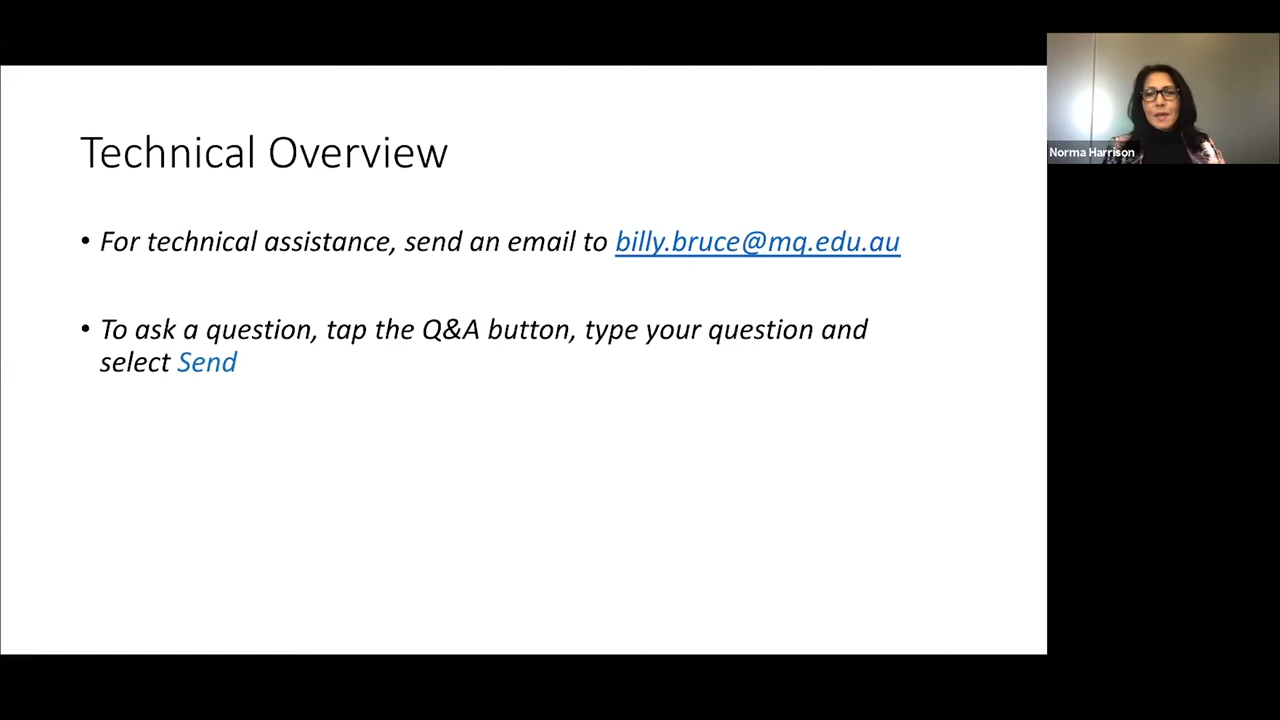 Technical Overview
• For technical assistance, send an email to billy.bruce@mq.edu.au
• To ask a question, tap the Q&A button, type your question and
select Send
Norma Harrison